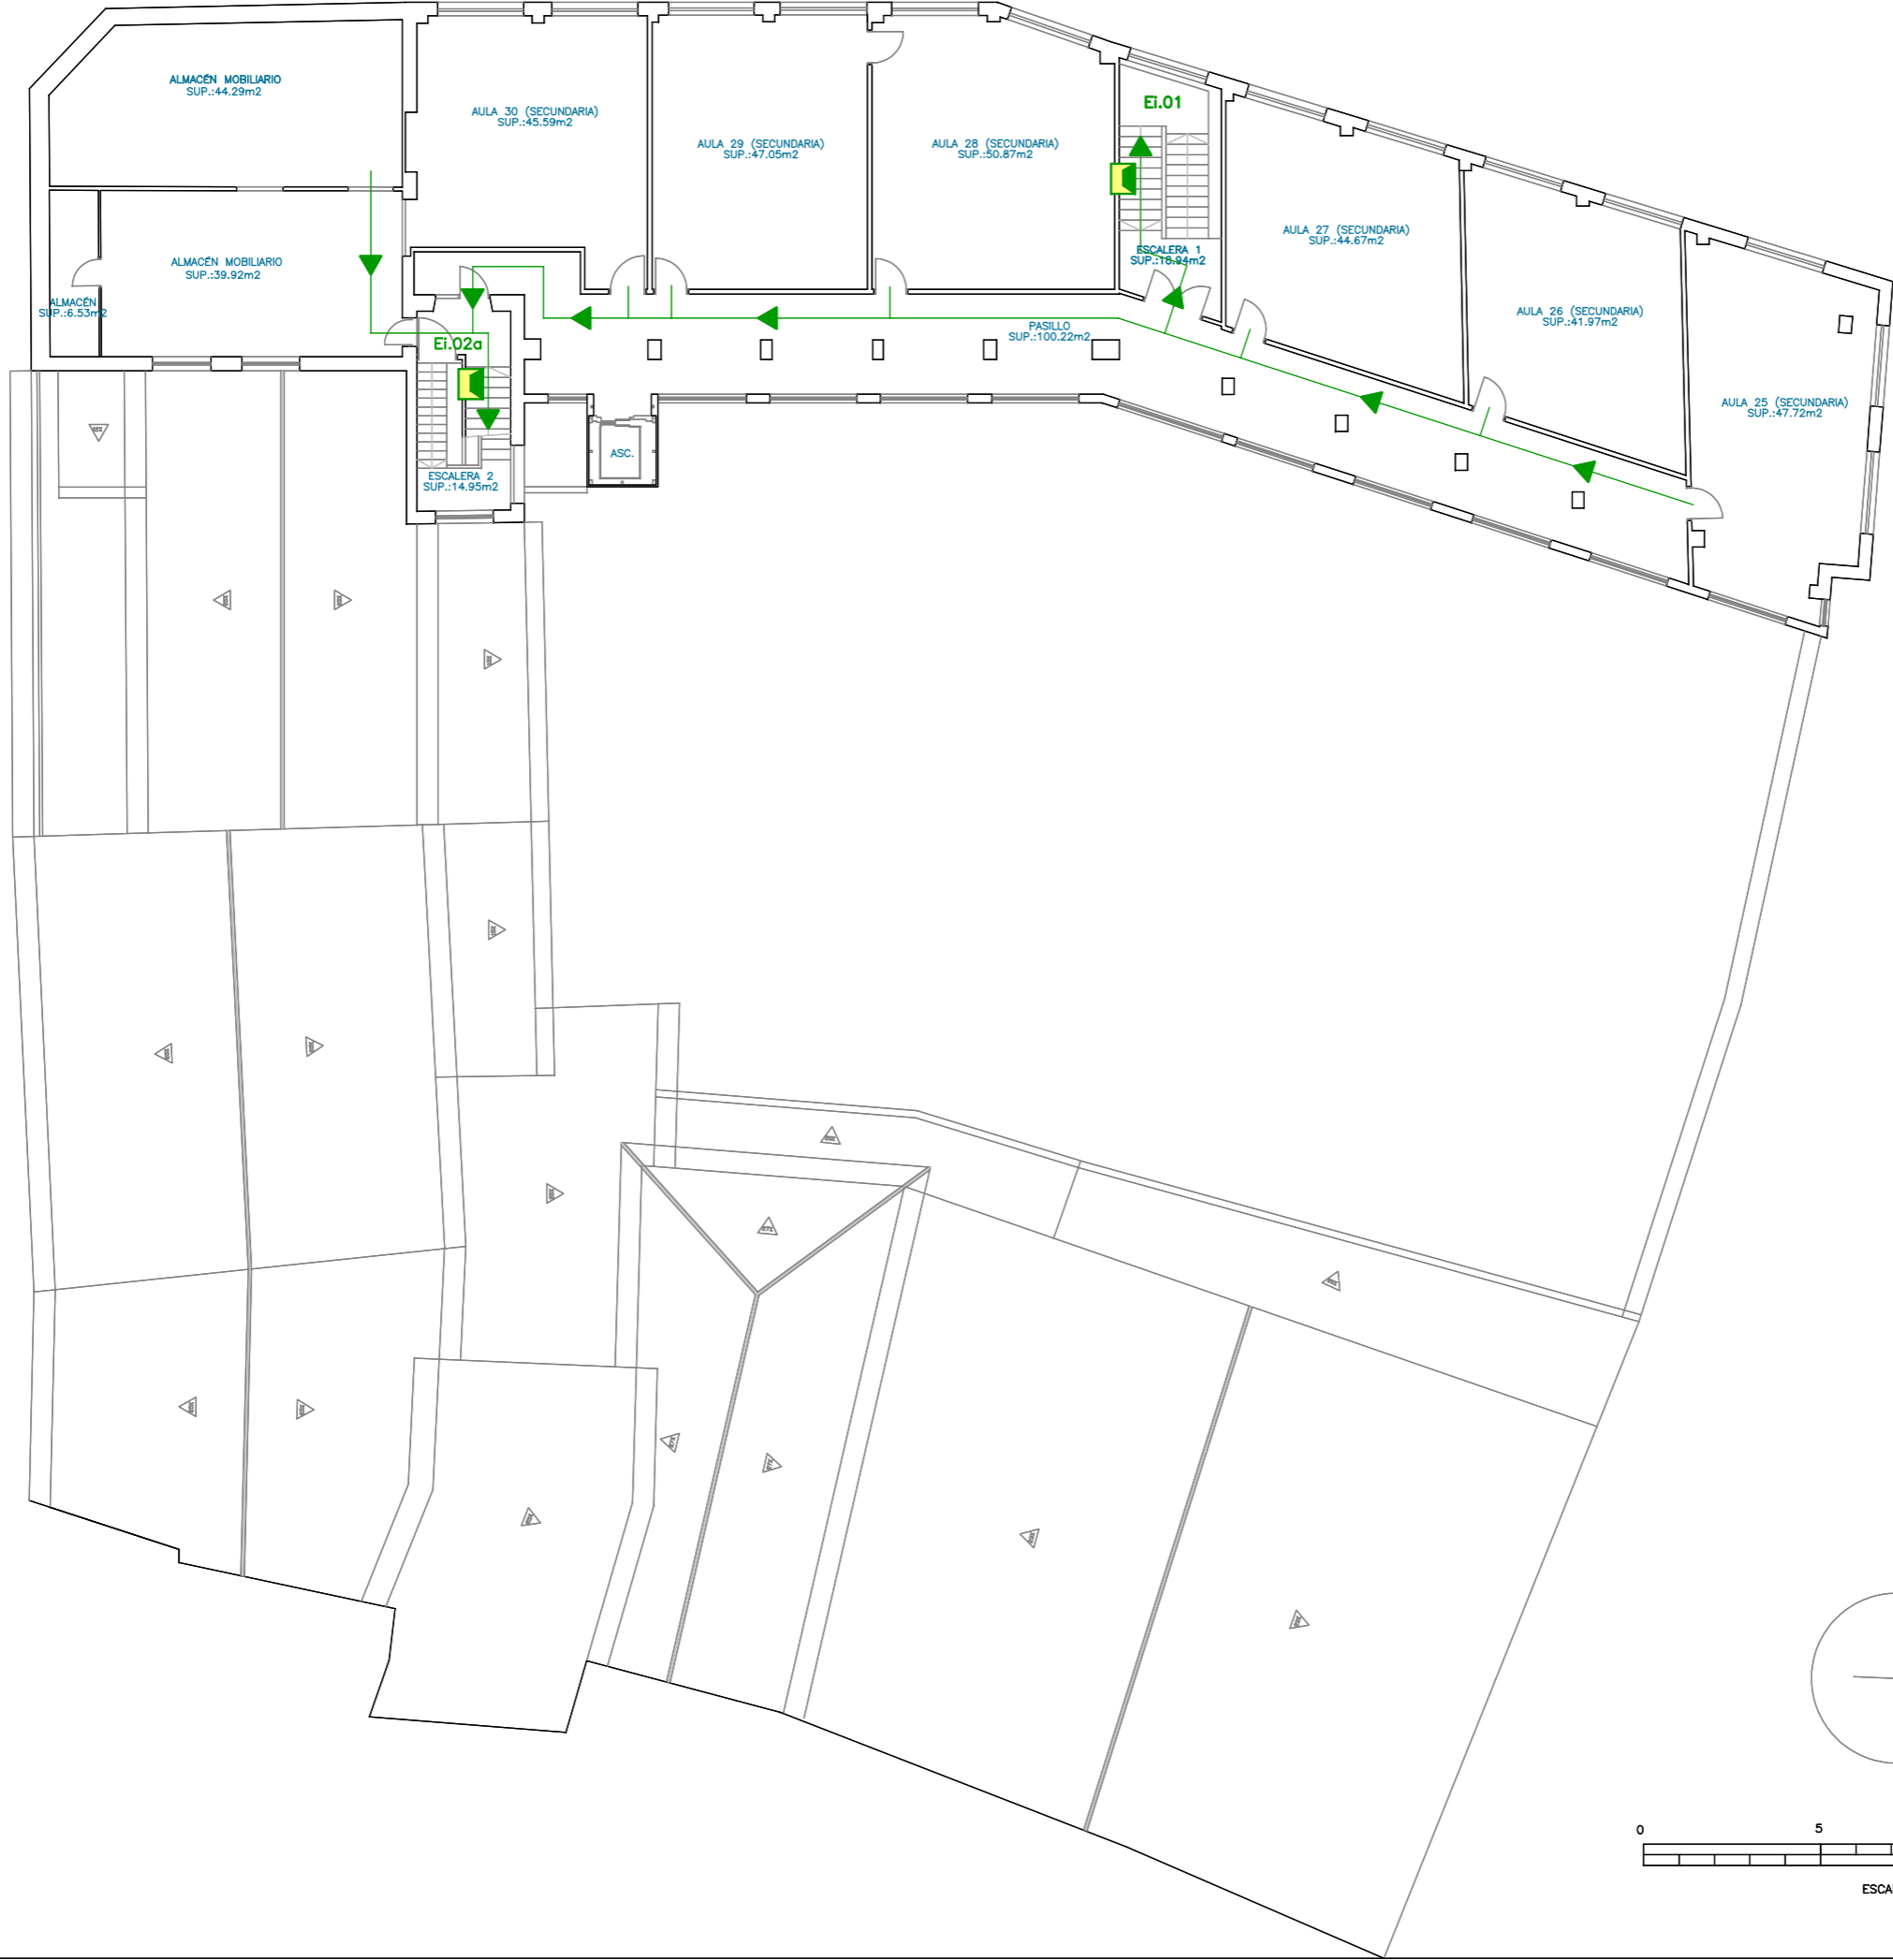 ALMACÉN MOBILIARIO
SUP.:44.29m2
AULA 30 (SECUNDARIA)
SUP.:45.59m2
AULA 29 (SECUNDARIA)
SUP.:47.05m2
AULA 28 (SECUNDARIA)
SUP.:50.87m2
Ei.01
ESCALERA 1
SUP.:18.94m2
AULA 27 (SECUNDARIA)
SUP.:44.67m2
AULA 26 (SECUNDARIA)
SUP.:41.97m2
AULA 25 (SECUNDARIA)
SUP.:47.72m2
ALMACÉN MOBILIARIO
SUP.:39.92m2
ALMACÉN
SUP.:6.53m2
PASILLO
SUP.:100.22m2
Ei.02a
ESCALERA 2
SUP.:14.95m2
ASC.
0 5